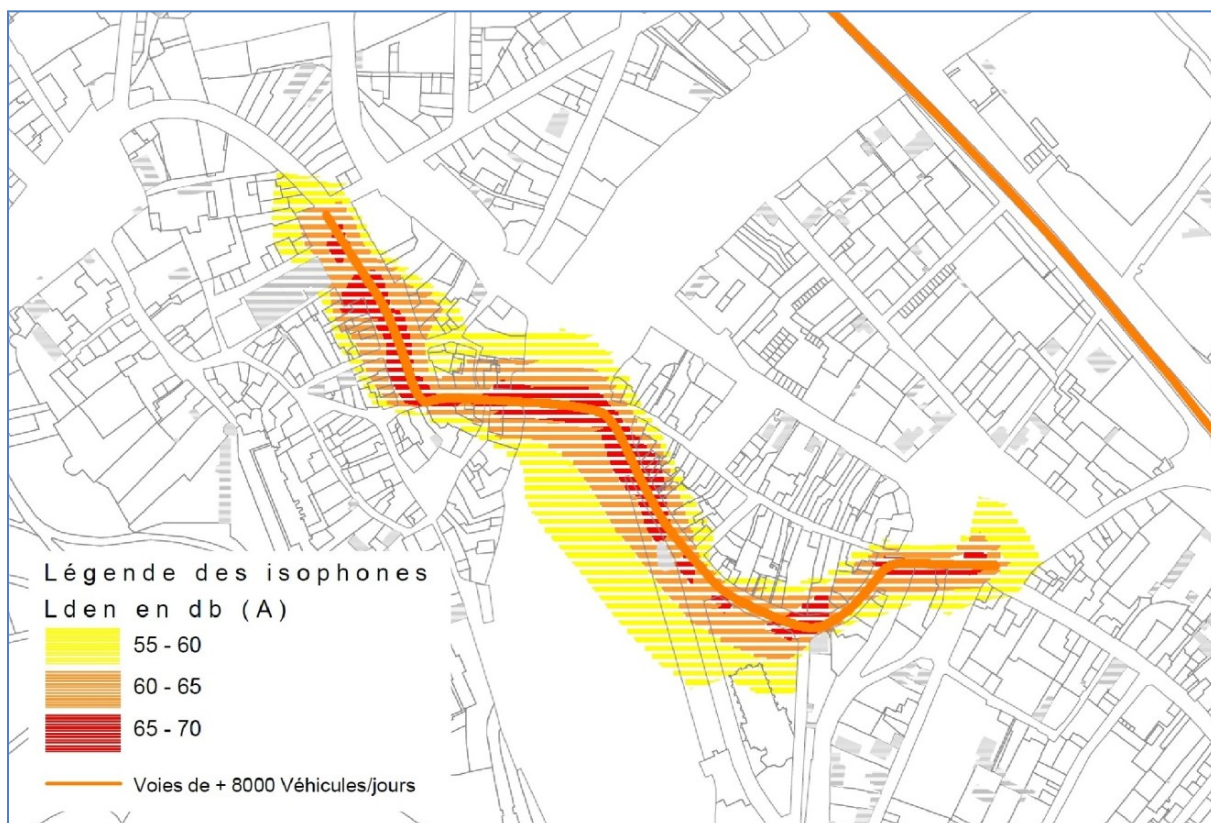 Légende des isophones
Lden en db (A)
55 - 60
60 - 65
65 - 70
Voies de + 8000 Véhicules/jours